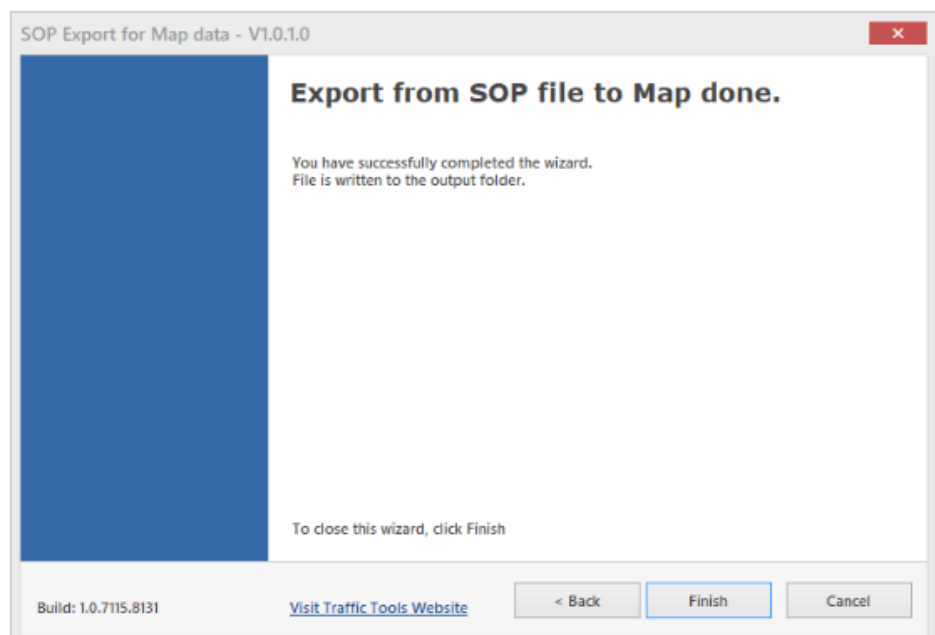 SOP Export for Map data - V1.0.1.0
Export from SOP file to Map done.
You have successfully completed the wizard.
File is written to the output folder.
To close this wizard, click Finish
Build: 1.0.7115.8131
Visit Traffic Tools Website
< Back
Finish
Cancel